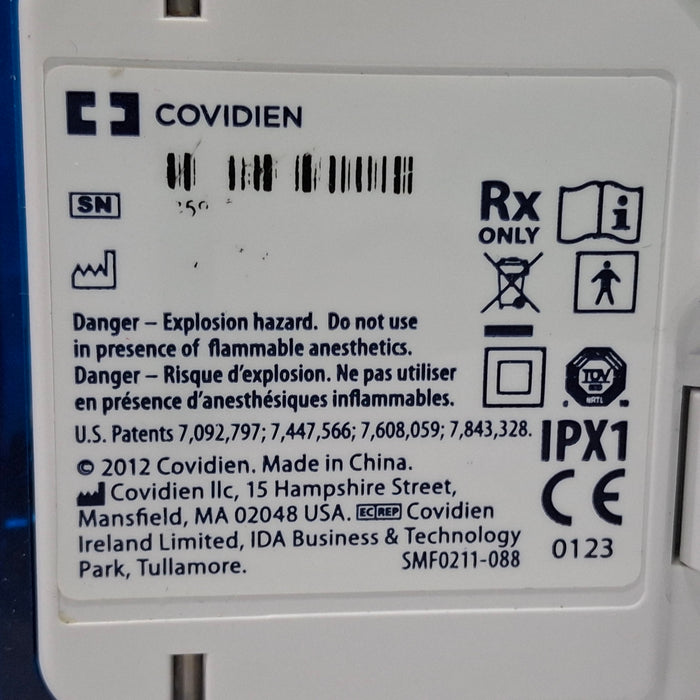 COVIDIEN
SN
Rx
ONLY
Danger – Explosion hazard. Do not use
in presence of flammable anesthetics.
Danger – Risque d'explosion. Ne pas utiliser
en présence d'anesthésiques inflammables.
U.S. Patents 7,092,797; 7,447,566; 7,608,059; 7,843,328.
© 2012 Covidien. Made in China.
Covidien llc, 15 Hampshire Street,
Mansfield, MA 02048 USA. EC REP Covidien
Ireland Limited, IDA Business & Technology
Park, Tullamore.
SMF0211-088
TÜV
NRTL
IPX1
CE
0123